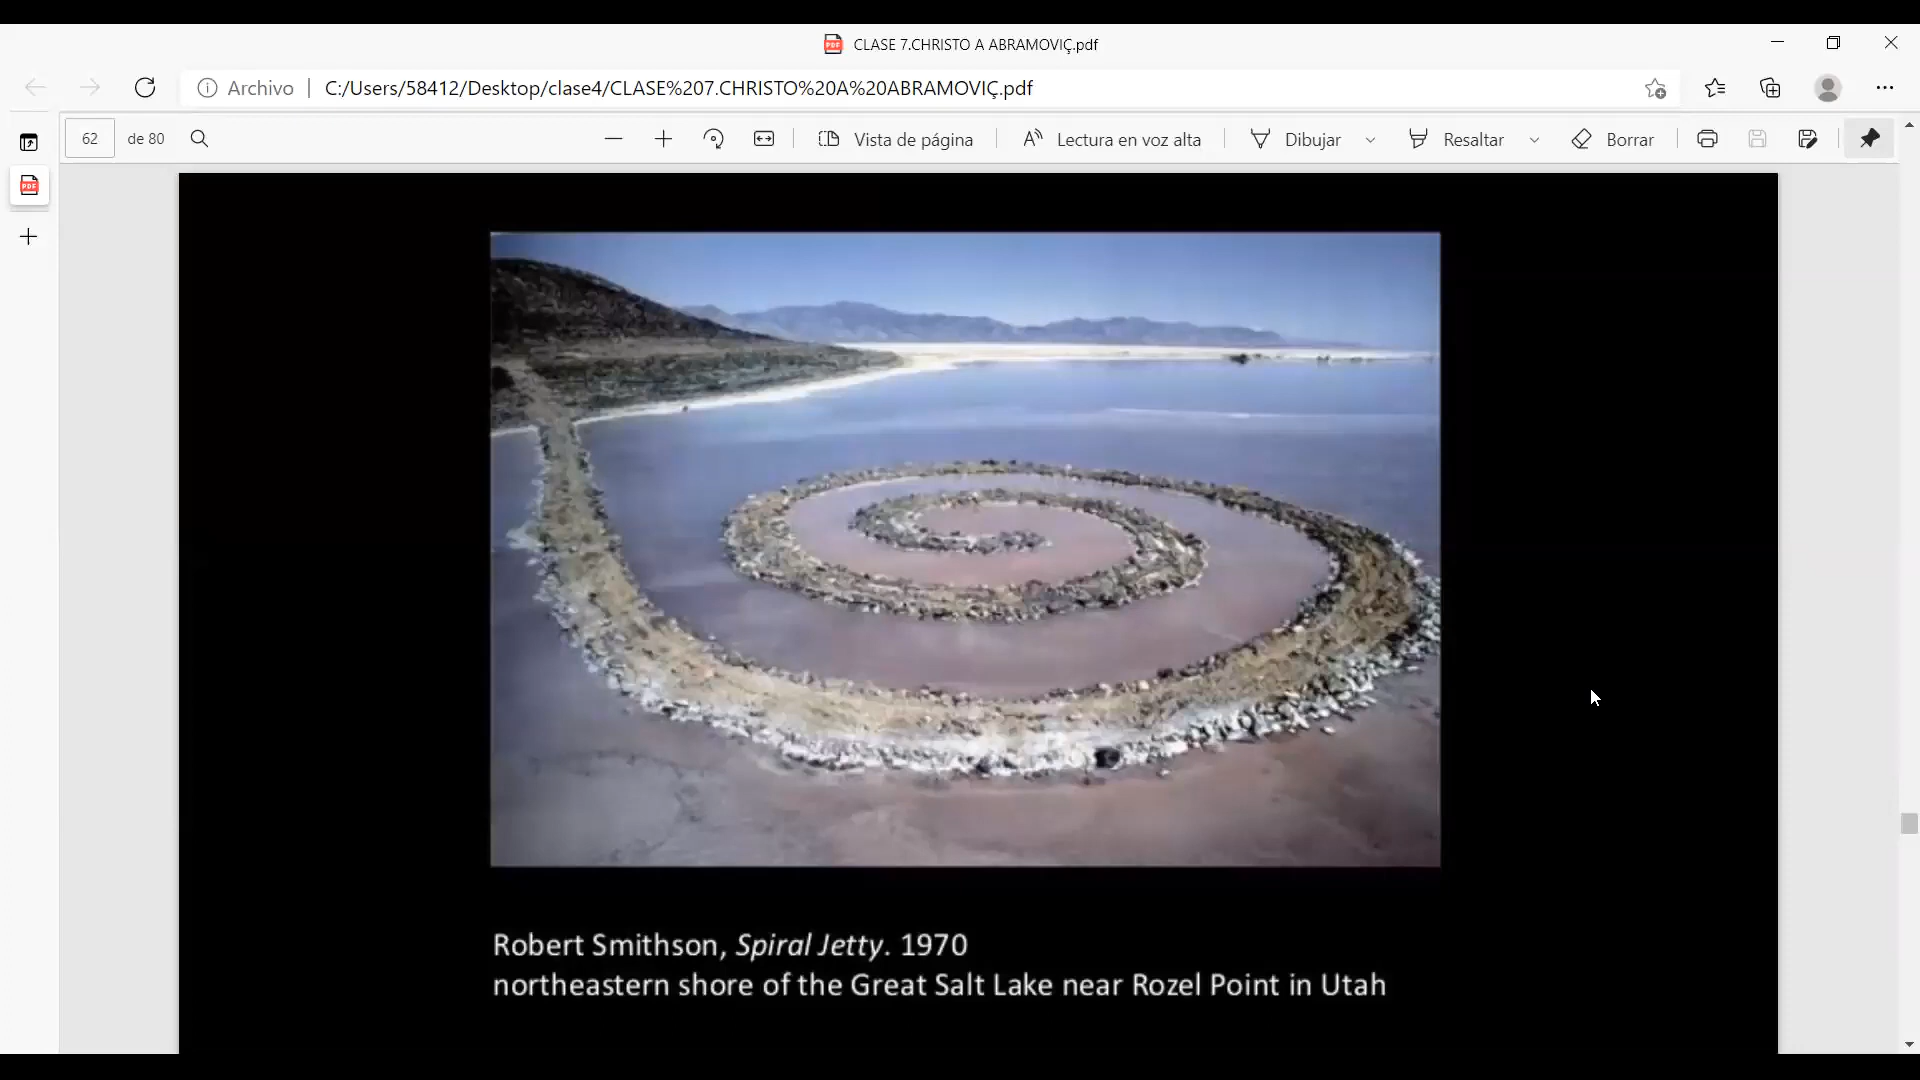 CLASE 7.CHRISTO A ABRAMOVIÇ.pdf
Archivo | C:/Users/58412/Desktop/clase4/CLASE%207.CHRISTO%20A%20ABRAMOVIÇ.pdf
62 de 80 Vista de página Lectura en voz alta Dibujar Resaltar Borrar
Robert Smithson, Spiral Jetty. 1970
northeastern shore of the Great Salt Lake near Rozel Point in Utah